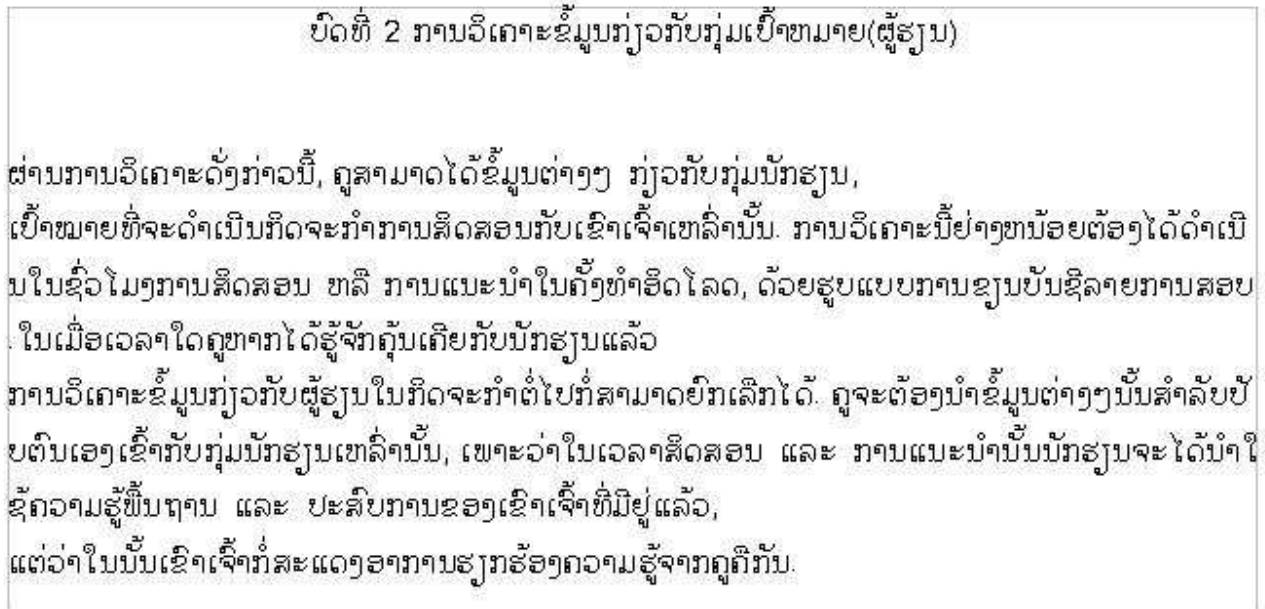 ບົດທີ 2 ການວິເຄາະຂໍ້ມູນກ່ຽວກັບກຸ່ມເປົ້າຫມາຍ(ຜູ້ຮຽນ)
ຜ່ານການວິເຄາະດັ່ງກ່າວນີ້, ຄູສາມາດໄດ້ຂໍ້ມູນຕ່າງໆ ກ່ຽວກັບກຸ່ມນັກຮຽນ,
ເປົ້າໝາຍທີ່ຈະດຳເນີນກິດຈະກຳການສິດສອນກັບເຂົາເຈົ້າເຫລົ່ານັ້ນ. ການວິເຄາະນີ້ຢ່າງຫນ້ອຍຕ້ອງໄດ້ດຳເນີ
ນໃນຊົ່ວໂມງການສິດສອນ ຫລື ການແນະນຳໃນຄັ້ງທຳອິດໂລດ, ດ້ວຍຮູບແບບການຂຽນບັນຊີລາຍການສອບ
. ໃນເມື່ອເວລາໃດຄູຫາກໄດ້ຮູ້ຈັກຄຸ້ນເຄີຍກັບນັກຮຽນແລ້ວ
ການວິເຄາະຂໍ້ມູນກ່ຽວກັບຜູ້ຮຽນໃນກິດຈະກຳຕໍ່ໄປກໍ່ສາມາດຍົກເລີກໄດ້. ຄູຈະຕ້ອງນຳຂໍ້ມູນຕ່າງໆນັ້ນສຳລັບປັ
ບຕົນເອງເຂົ້າກັບກຸ່ມນັກຮຽນເຫລົ່ານັ້ນ, ເພາະວ່າໃນເວລາສິດສອນ ແລະ ການແນະນຳນັ້ນນັກຮຽນຈະໄດ້ນຳໃ
ຊ້ຄວາມຮູ້ພື້ນຖານ ແລະ ປະສົບການຂອງເຂົາເຈົ້າທີ່ມີຢູ່ແລ້ວ,
ແຕ່ວ່າໃນນັ້ນເຂົາເຈົ້າກໍ່ສະແດງອາການຮຽກຮ້ອງຄວາມຮູ້ຈາກຄູຄືກັນ.